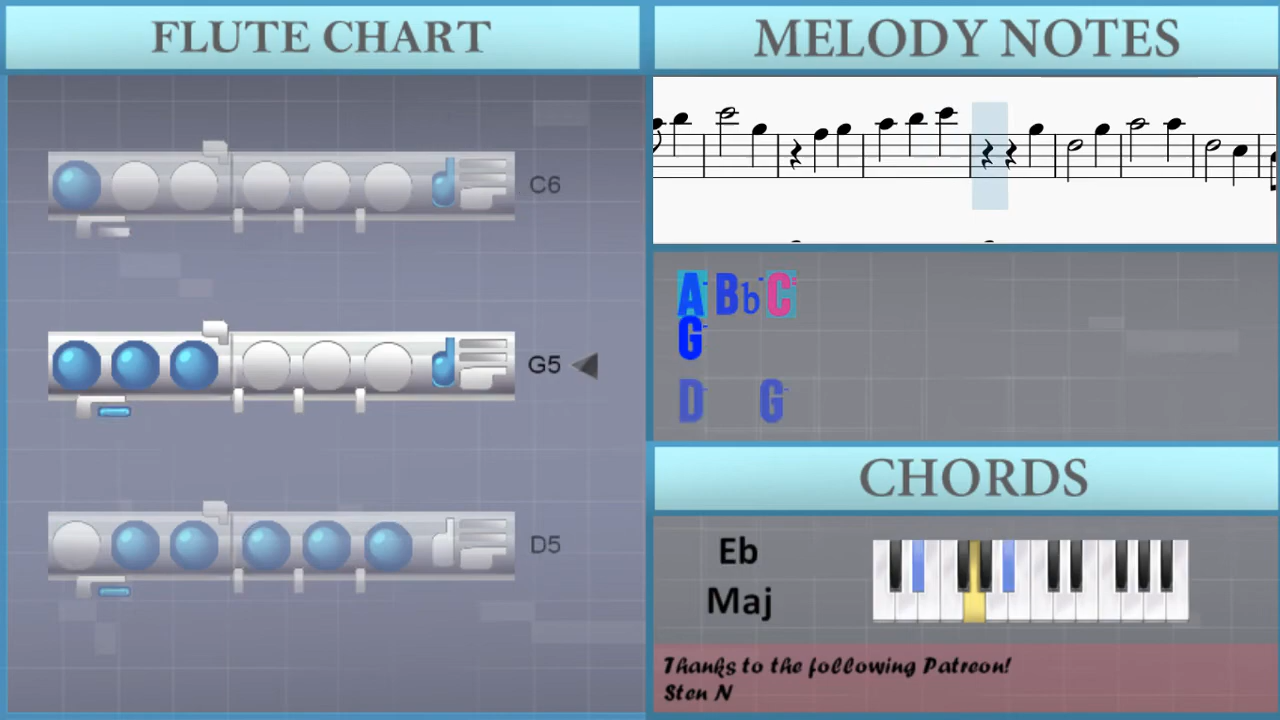 FLUTE CHART
C6
G5
D5
MELODY NOTES
A Bb C
G
D G
CHORDS
Eb
Maj
Thanks to the following Patreon!
Sten N